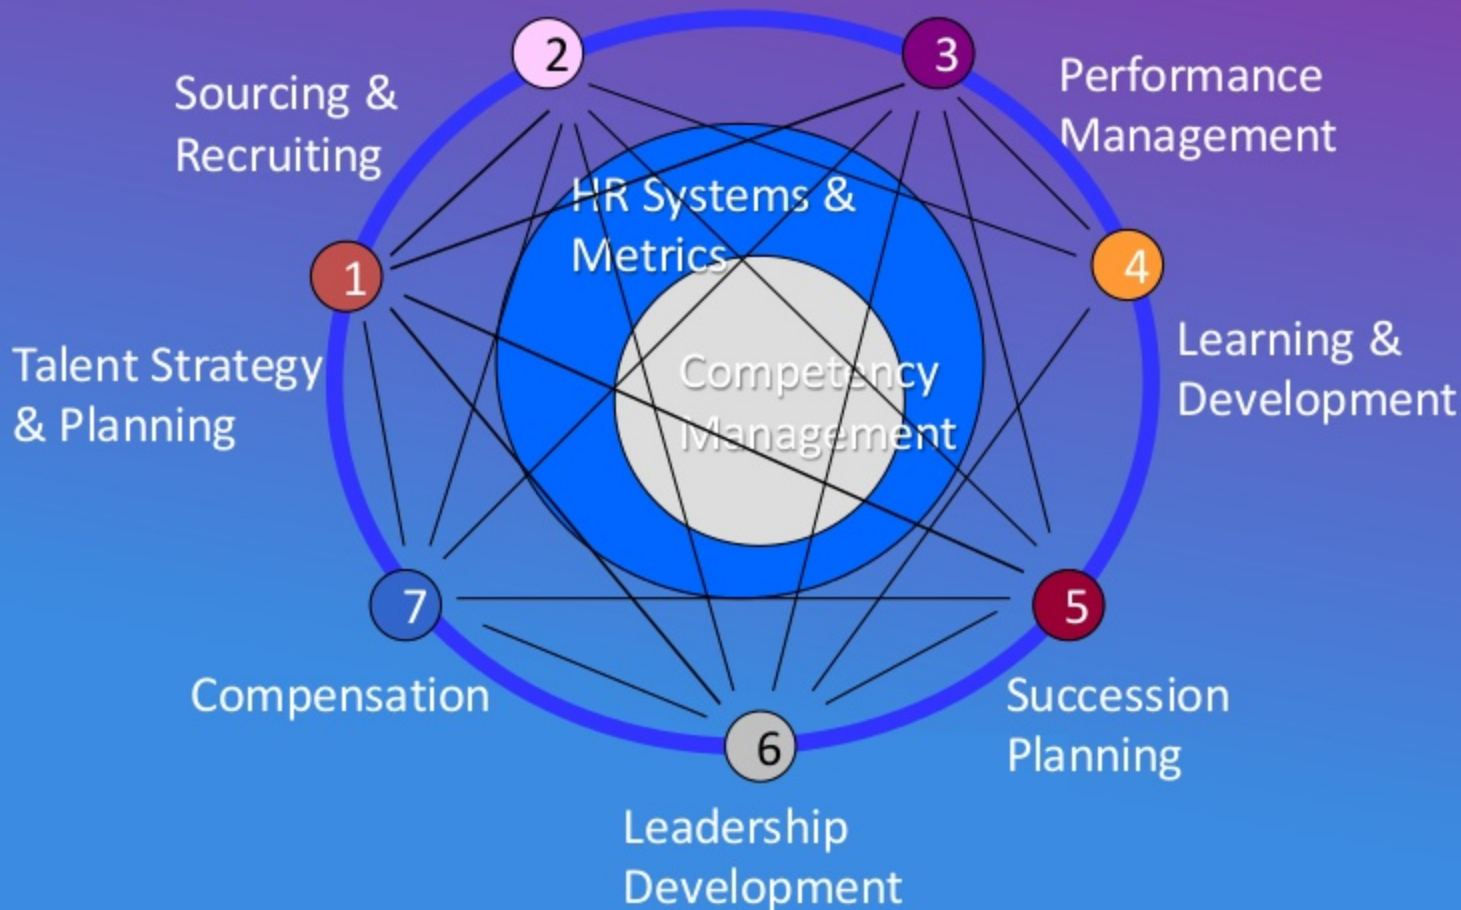 2
3
Sourcing &
Recruiting
Performance
Management
HR Systems &
Metrics
1
4
Talent Strategy
& Planning
Learning &
Development
Competency
Management
7
5
Compensation
Succession
Planning
6
Leadership
Development